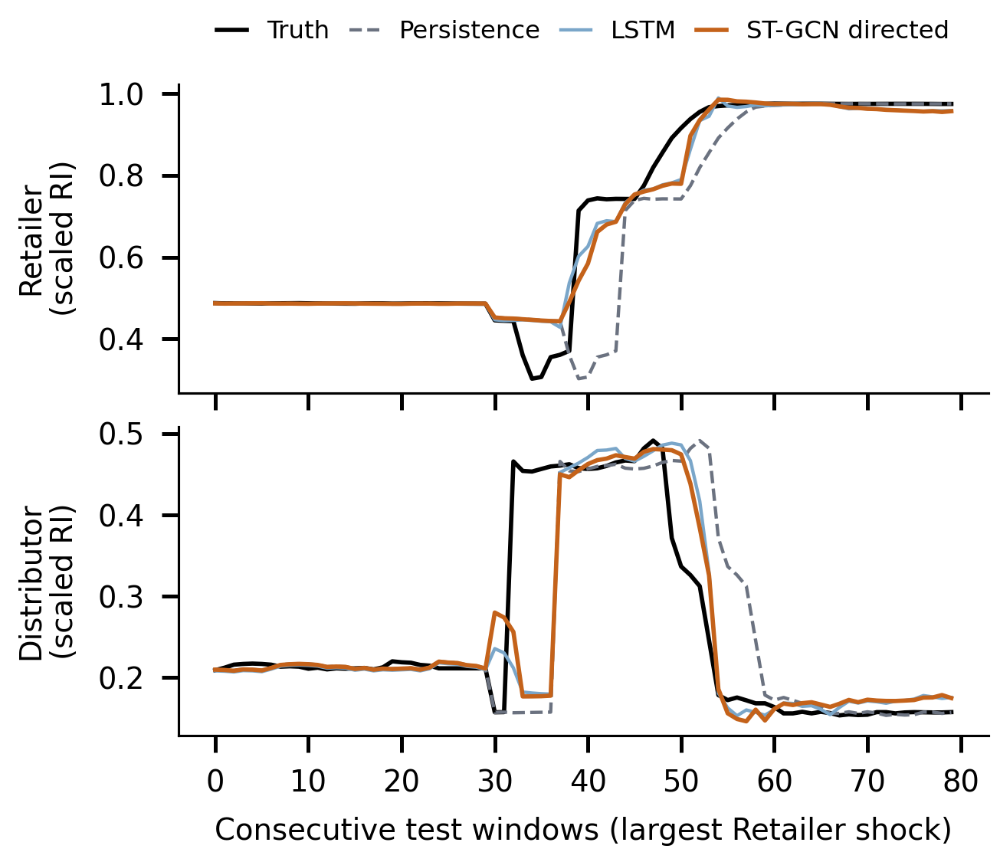 Truth Persistence LSTM ST-GCN directed
1.0
0.8
0.6
0.4
Retailer
(scaled RI)
0.5
0.4
0.3
0.2
Distributor
(scaled RI)
0 10 20 30 40 50 60 70 80
Consecutive test windows (largest Retailer shock)